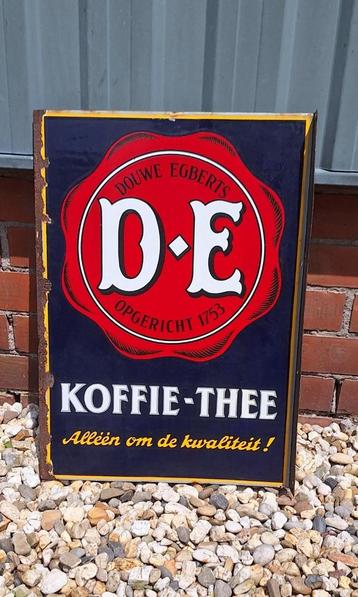 DOUWE EGBERTS
D·E
OPGERICHT 1753
KOFFIE-THEE
Alléén om de kwaliteit!